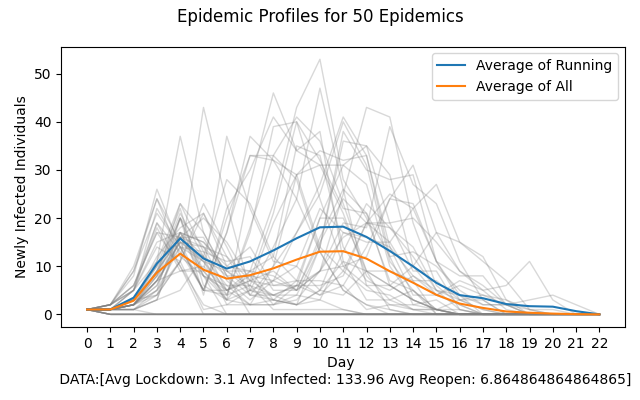 Epidemic Profiles for 50 Epidemics
Average of Running
Average of All
Newly Infected Individuals
50
40
30
20
10
0
0 1 2 3 4 5 6 7 8 9 10 11 12 13 14 15 16 17 18 19 20 21 22
Day
DATA:[Avg Lockdown: 3.1 Avg Infected: 133.96 Avg Reopen: 6.864864864864865]